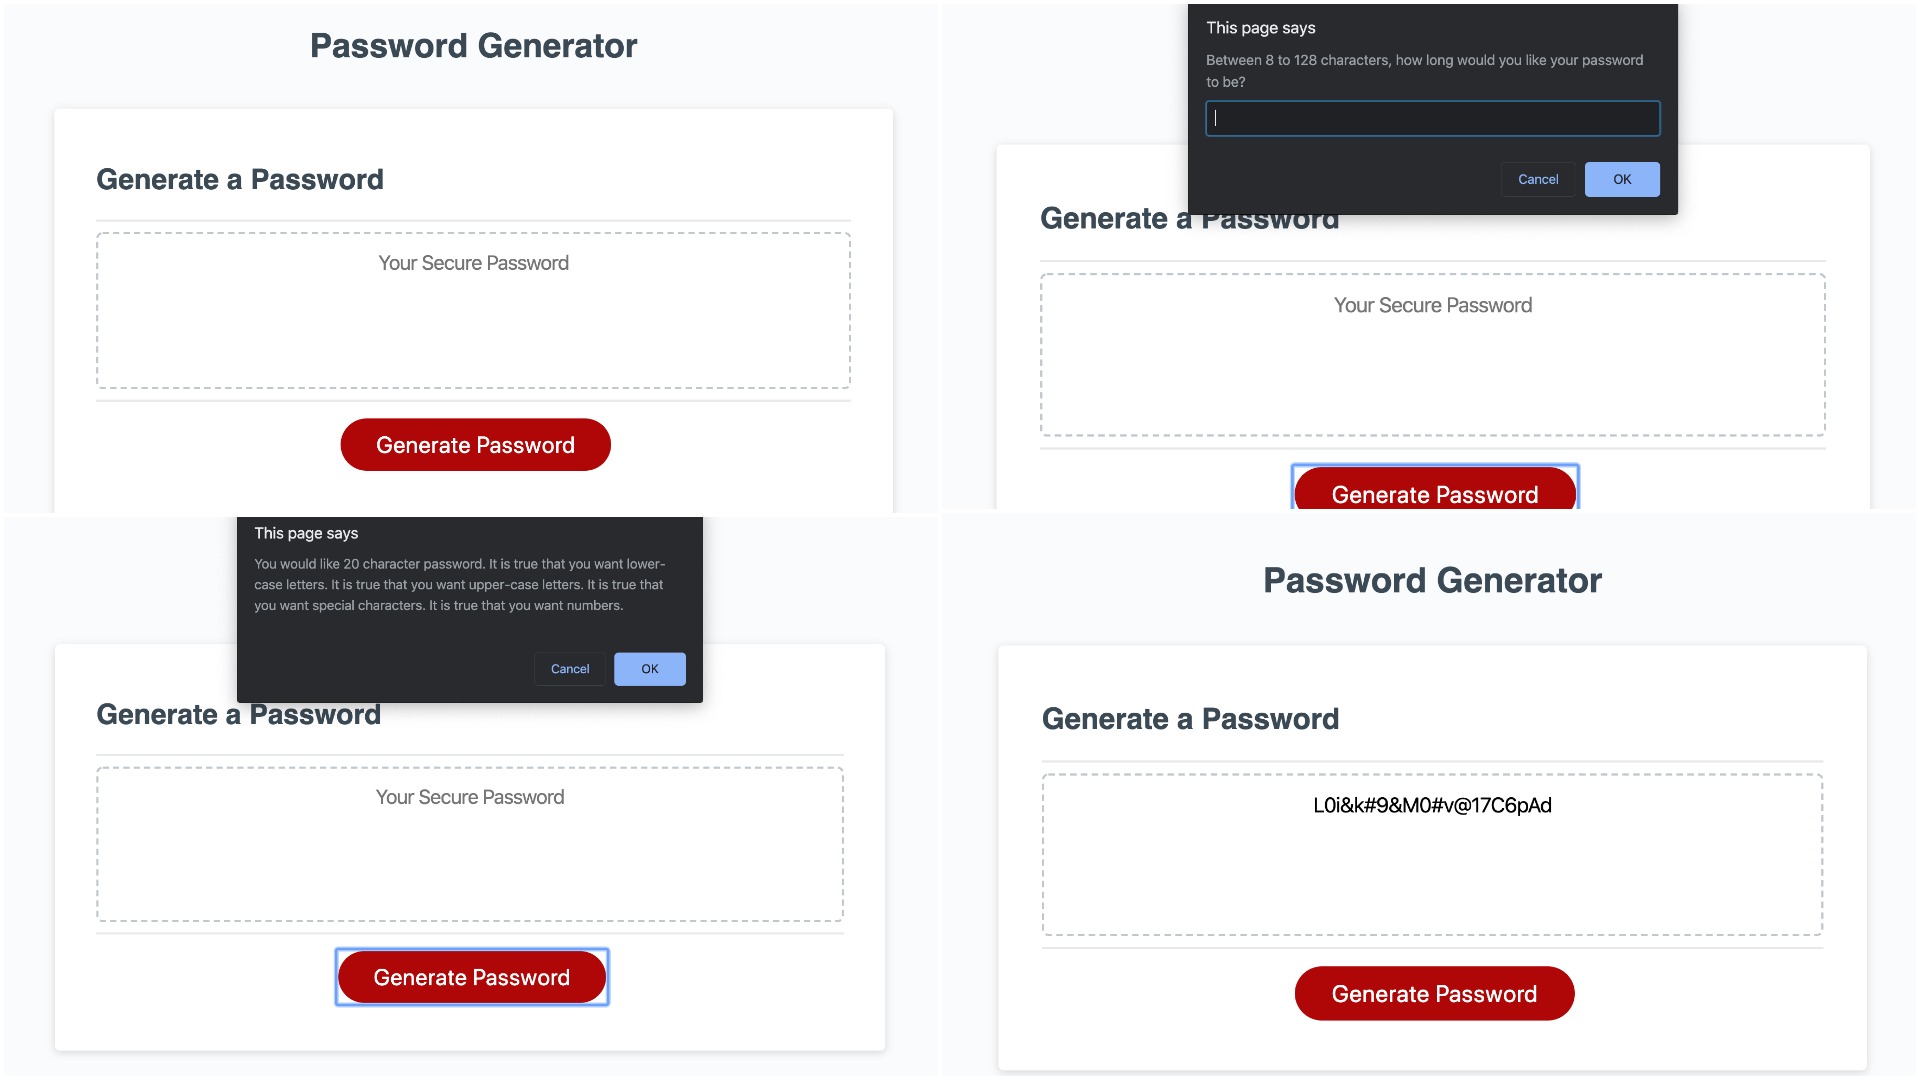 Password Generator
Generate a Password
Your Secure Password
Generate Password
This page says
Between 8 to 128 characters, how long would you like your password
to be?
Cancel
OK
Generate a Password
Your Secure Password
Generate Password
This page says
You would like 20 character password. It is true that you want lower-
case letters. It is true that you want upper-case letters. It is true that
you want special characters. It is true that you want numbers.
Cancel
OK
Generate a Password
Your Secure Password
Generate Password
Password Generator
Generate a Password
L0i&k#9&M0#v@17C6pAd
Generate Password